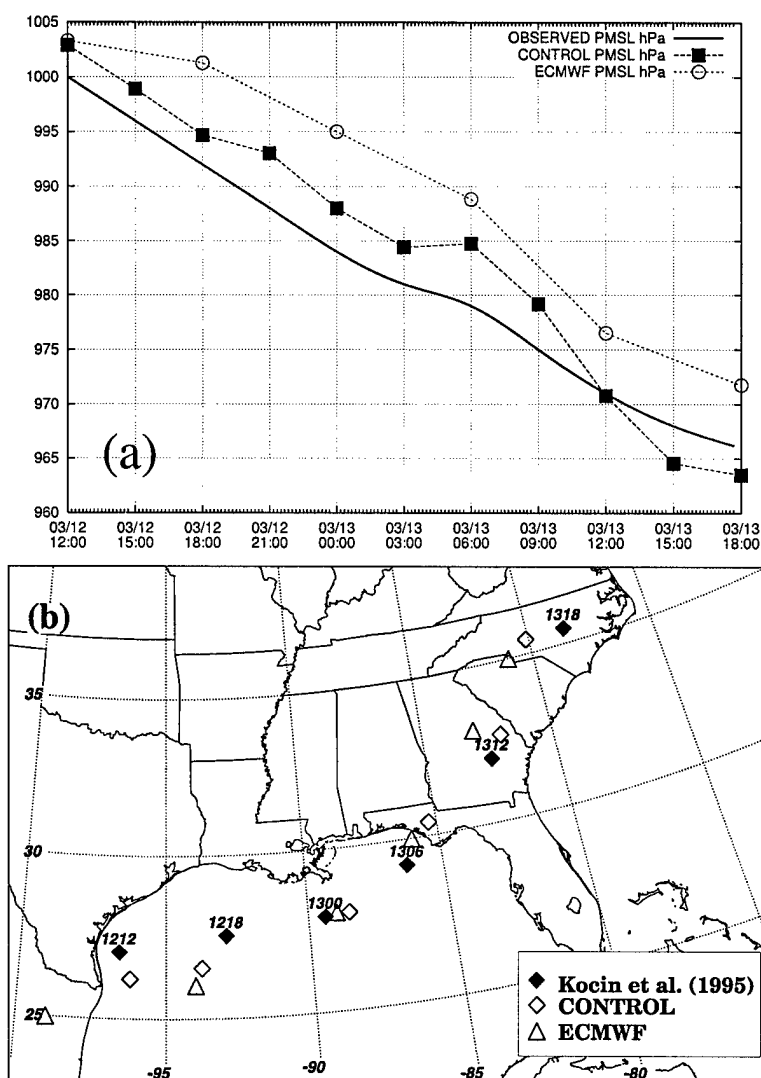 1005
1000
995
990
985
980
975
970
965
960
OBSERVED PMSL hPa
CONTROL PMSL hPa
ECMWF PMSL hPa
(a)
03/12 03/12 03/12 03/12 03/13 03/13 03/13 03/13 03/13 03/13 03/13
12:00 15:00 18:00 21:00 00:00 03:00 06:00 09:00 12:00 15:00 18:00
(b)
1318
35
1312
30
1306
1300
1218
1212
25
Kocin et al. (1995)
CONTROL
ECMWF
-95 -90 -85 -80